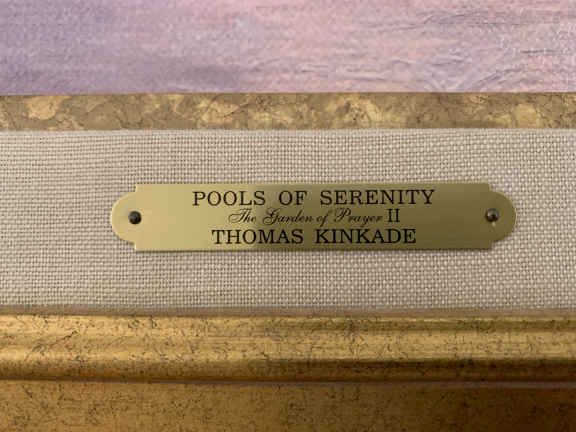 POOLS OF SERENITY
The Garden of Prayer II
THOMAS KINKADE